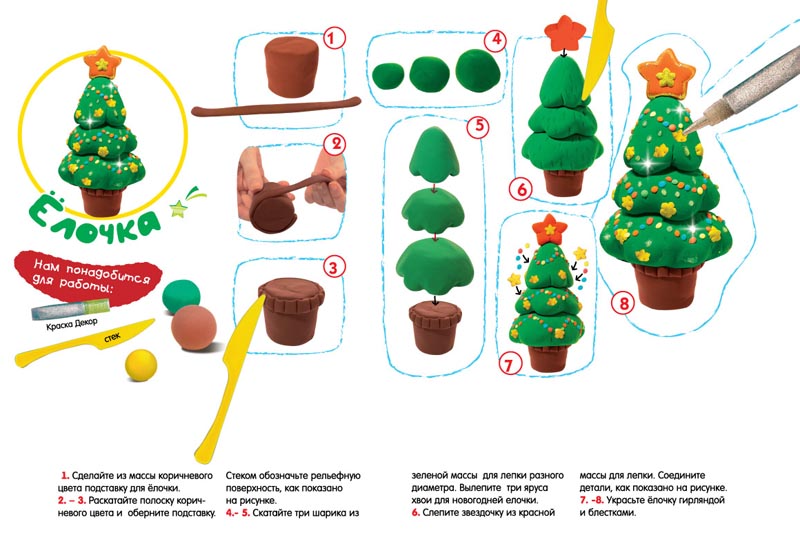 Ёлочка
Нам понадобится
для работы:
Краска Декор
стек
1
2
3
4
5
6
7
8
1. Сделайте из массы коричневого
цвета подставку для ёлочки.
2. – 3. Раскатайте полоску корич-
невого цвета и оберните подставку.
Стеком обозначьте рельефную
поверхность, как показано
на рисунке.
4.- 5. Скатайте три шарика из
зеленой массы для лепки разного
диаметра. Вылепите три яруса
хвои для новогодней елочки.
6. Слепите звездочку из красной
массы для лепки. Соедините
детали, как показано на рисунке.
7. -8. Украсьте ёлочку гирляндой
и блестками.